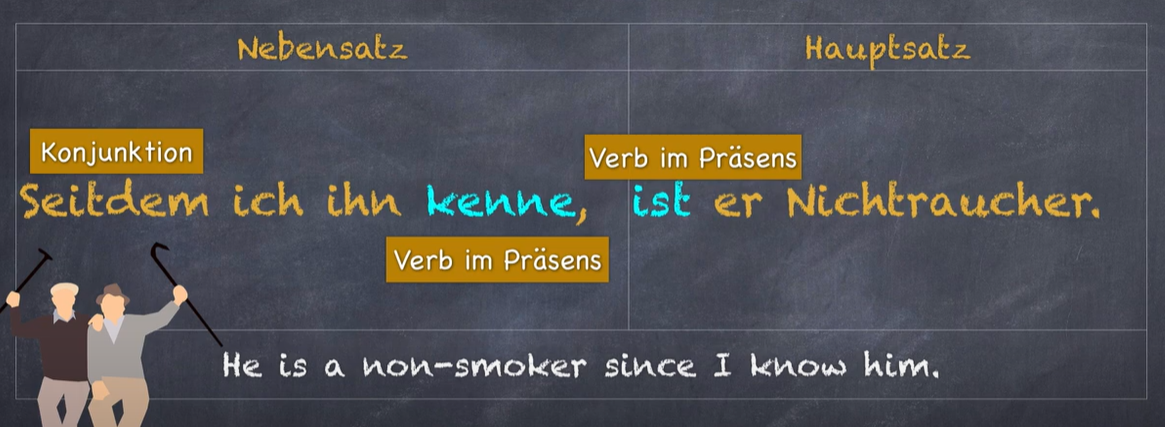 Nebensatz
Hauptsatz
Konjunktion
Verb im Präsens
Seitdem ich ihn kenne, ist er Nichtraucher.
Verb im Präsens
He is a non-smoker since I know him.